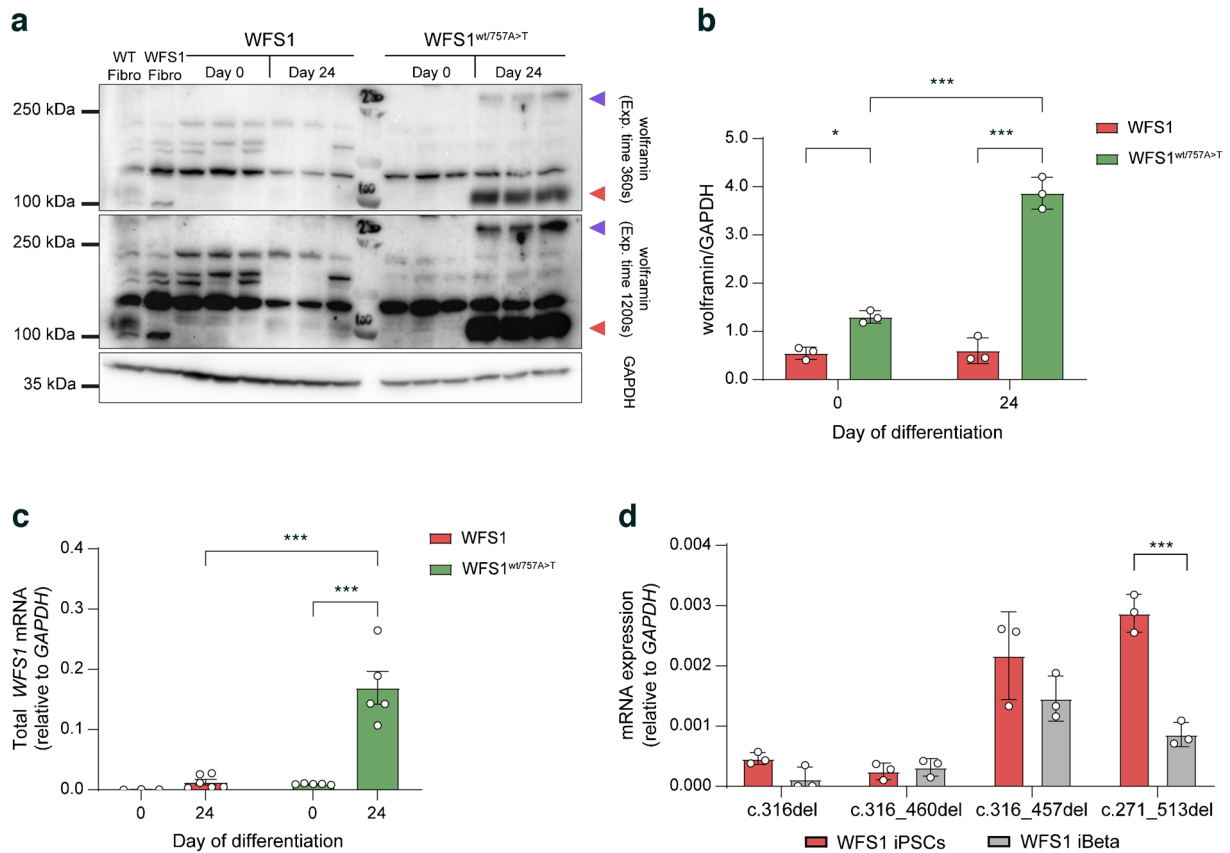 a
WFS1
WFS1wt/757A>T
WT
Fibro
WFS1
Fibro
Day 0
Day 24
Day 0
Day 24
250 kDa
100 kDa
wolframin
(Exp. time 360s)
250 kDa
100 kDa
wolframin
(Exp. time 1200s)
35 kDa
GAPDH
250
100
250
100
b
***
*
***
WFS1
WFS1wt/757A>T
wolframin/GAPDH
5.0
4.0
3.0
2.0
1.0
0.0
0
24
Day of differentiation
c
***
***
WFS1
WFS1wt/757A>T
Total WFS1 mRNA
(relative to GAPDH)
0.4
0.3
0.2
0.1
0.0
0
24
0
24
Day of differentiation
d
***
mRNA expression
(relative to GAPDH)
0.004
0.003
0.002
0.001
0.000
c.316del
c.316_460del
c.316_457del
c.271_513del
WFS1 iPSCs
WFS1 iBeta